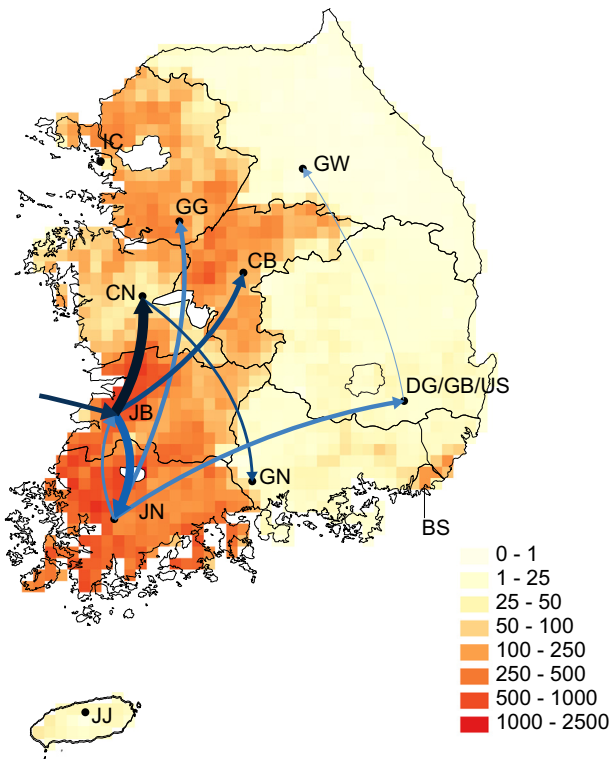 IC
GW
GG
CB
CN
DG/GB/US
JB
GN
JN
BS
0 - 1
1 - 25
25 - 50
50 - 100
100 - 250
250 - 500
500 - 1000
1000 - 2500
JJ